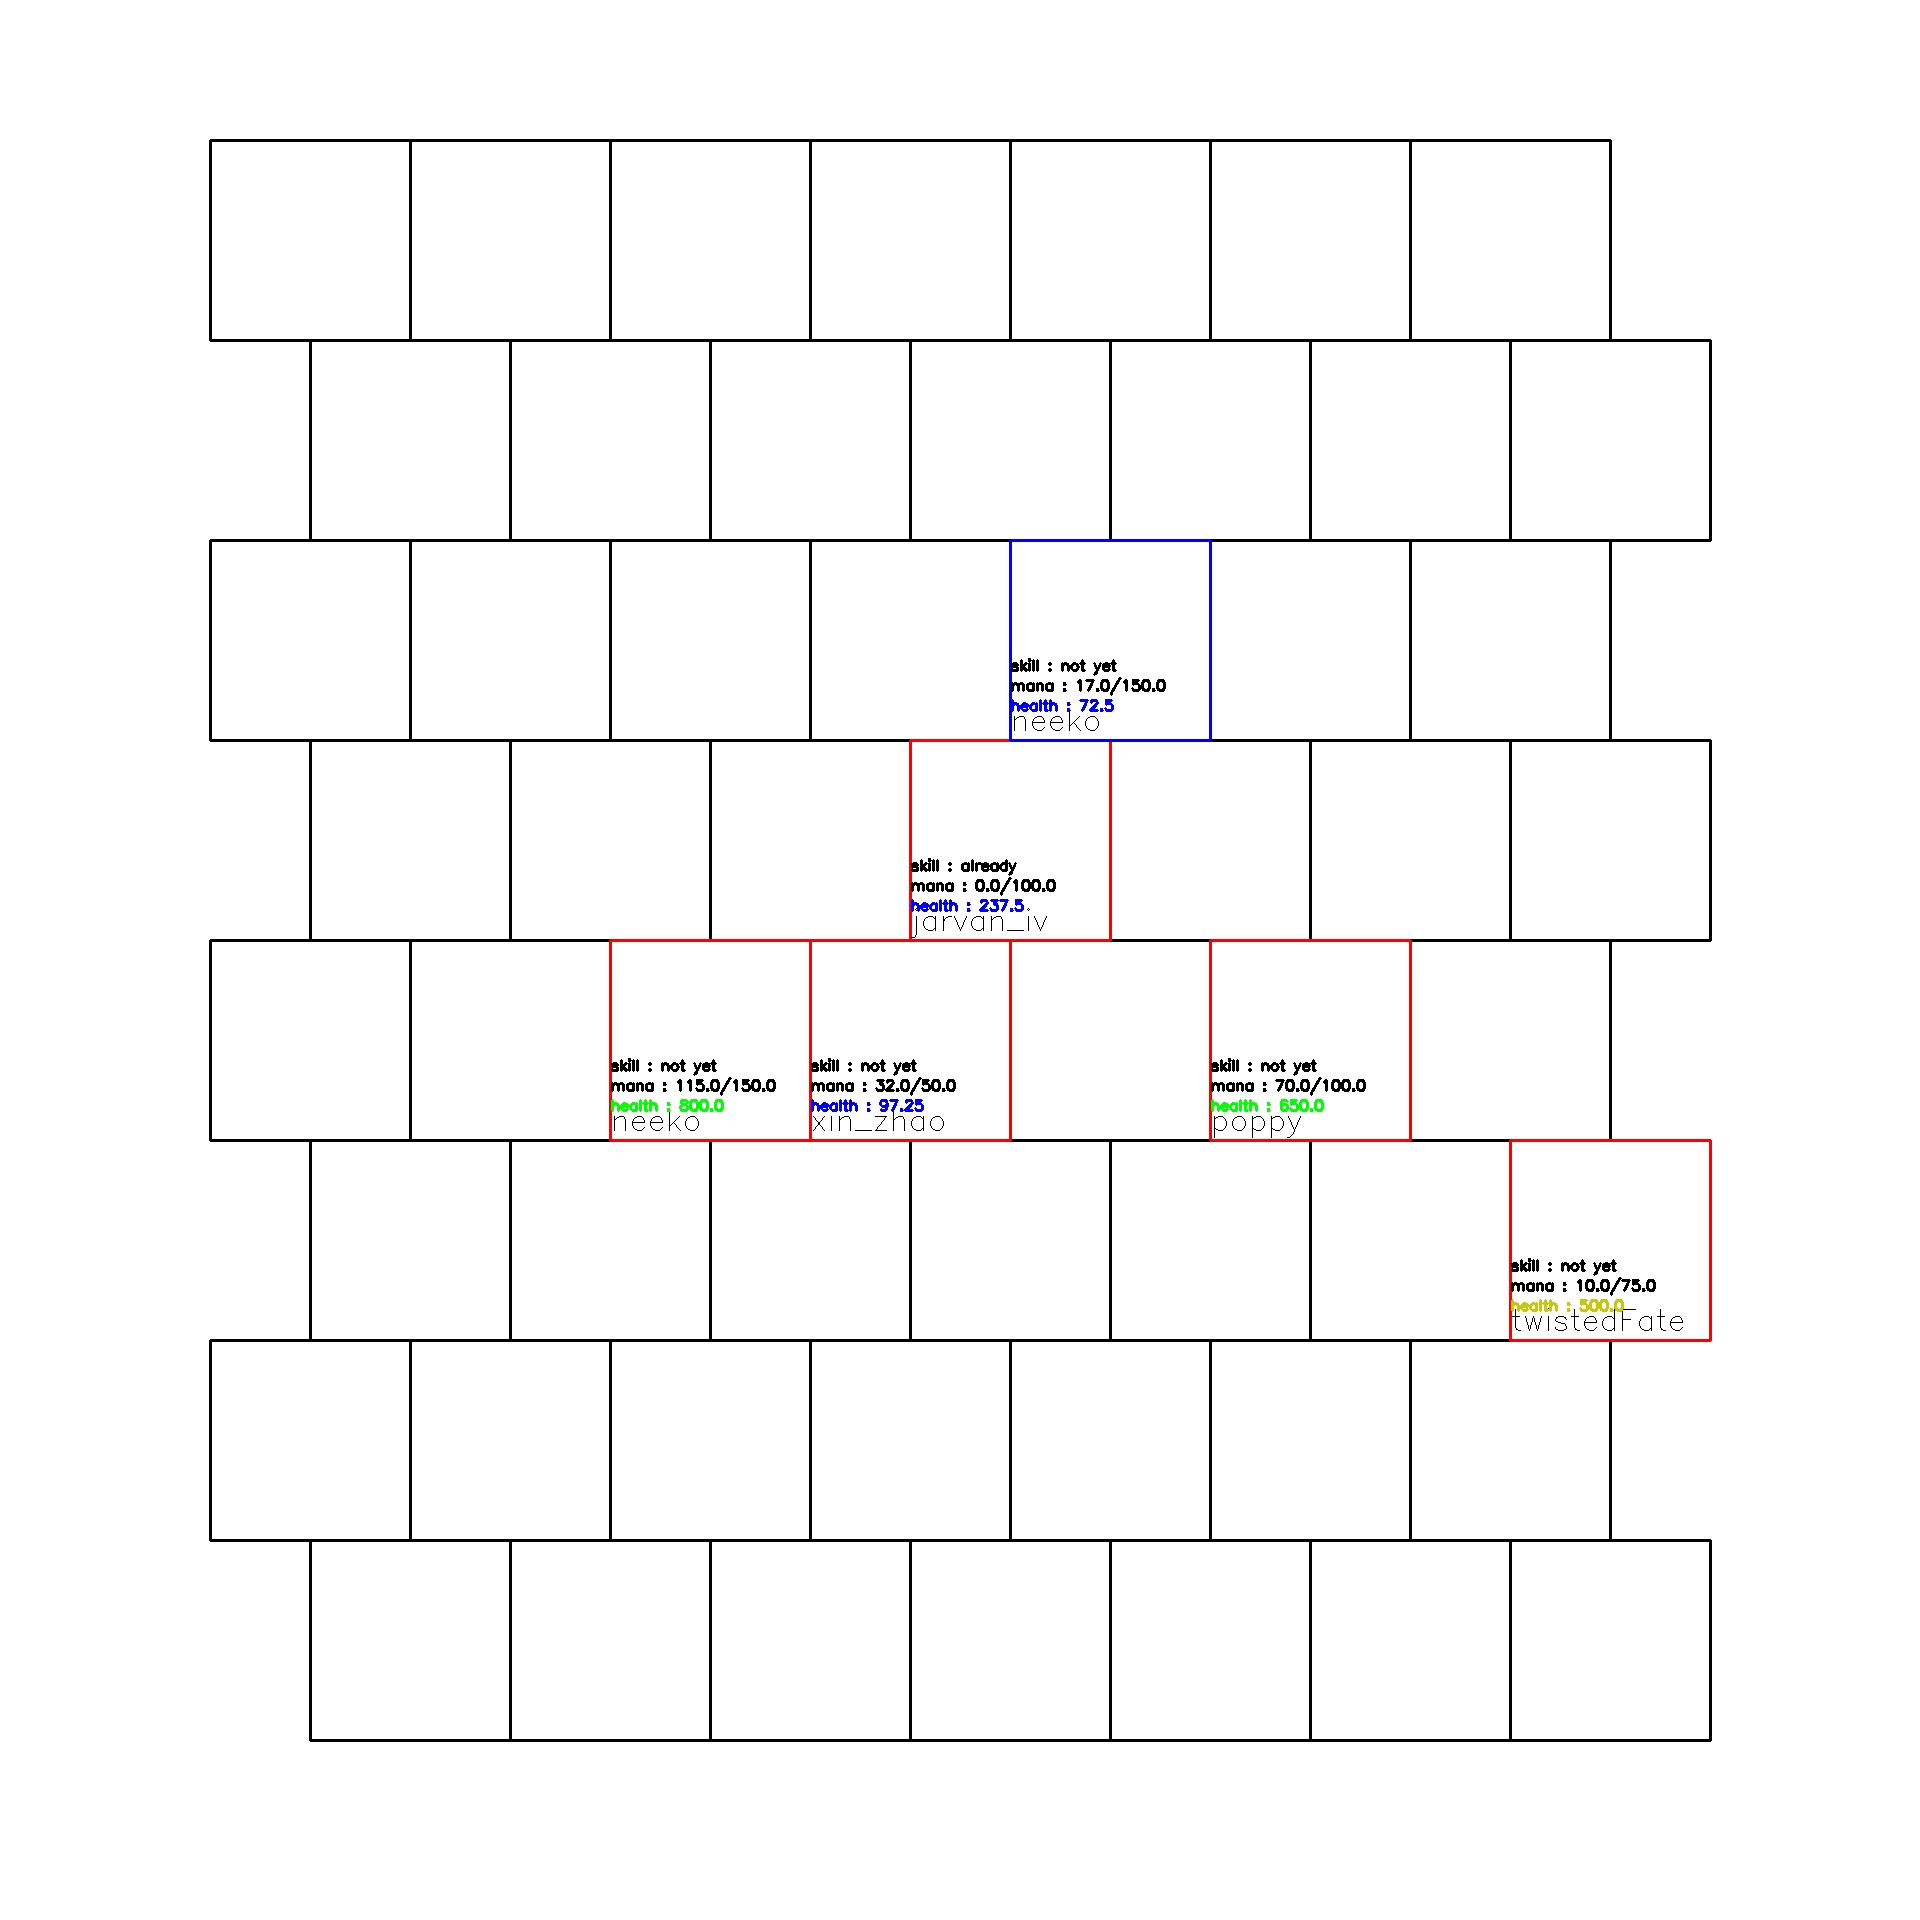 skill : not yet
mana : 17.0/150.0
health : 72.5
neeko
skill : already
mana : 0.0/100.0
health : 237.5
jarvan_iv
skill : not yet
mana : 115.0/150.0
health : 800.0
neeko
skill : not yet
mana : 32.0/50.0
health : 97.25
xin_zhao
skill : not yet
mana : 70.0/100.0
health : 650.0
poppy
skill : not yet
mana : 10.0/75.0
health : 500.0
twistedFate